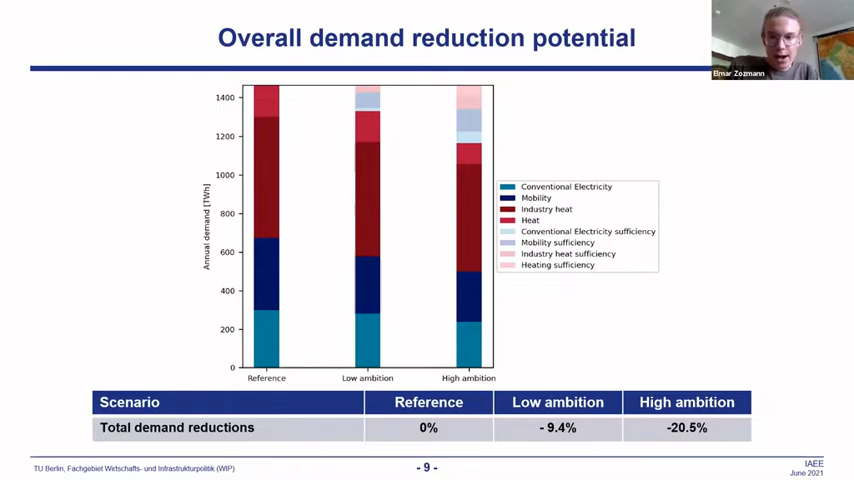 Overall demand reduction potential
Elmar Zozmann
1400
1200
1000
800
600
400
200
0
Annual demand [TWh]
Reference
Low ambition
High ambition
Conventional Electricity
Mobility
Industry heat
Heat
Conventional Electricity sufficiency
Mobility sufficiency
Industry heat sufficiency
Heating sufficiency
Scenario Reference Low ambition High ambition
Total demand reductions 0% - 9.4% -20.5%
TU Berlin, Fachgebiet Wirtschafts- und Infrastrukturpolitik (WIP)
- 9 -
IAEE
June 2021